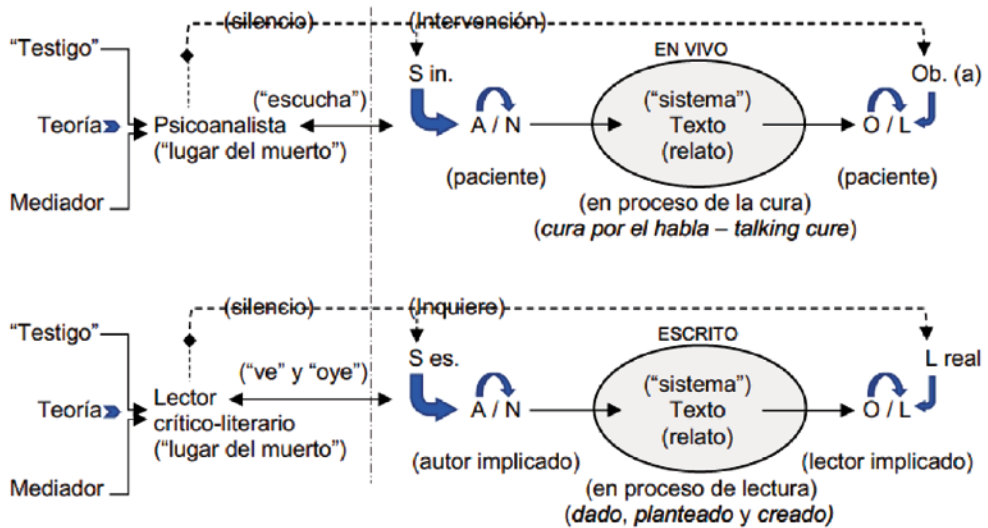 (silencio) (Intervención)
“Testigo” S in. EN VIVO Ob. (a)
(“escucha”) (“sistema”)
Teoría Psicoanalista A / N Texto O / L
(“lugar del muerto”) (relato)
(paciente) (paciente)
Mediador (en proceso de la cura)
(cura por el habla – talking cure)
(silencio) (Inquiere)
“Testigo” S es. ESCRITO L real
(“ve” y “oye”) (“sistema”)
Teoría Lector A / N Texto O / L
crítico-literario (relato)
(“lugar del muerto”) (autor implicado) (lector implicado)
Mediador (en proceso de lectura)
(dado, planteado y creado)